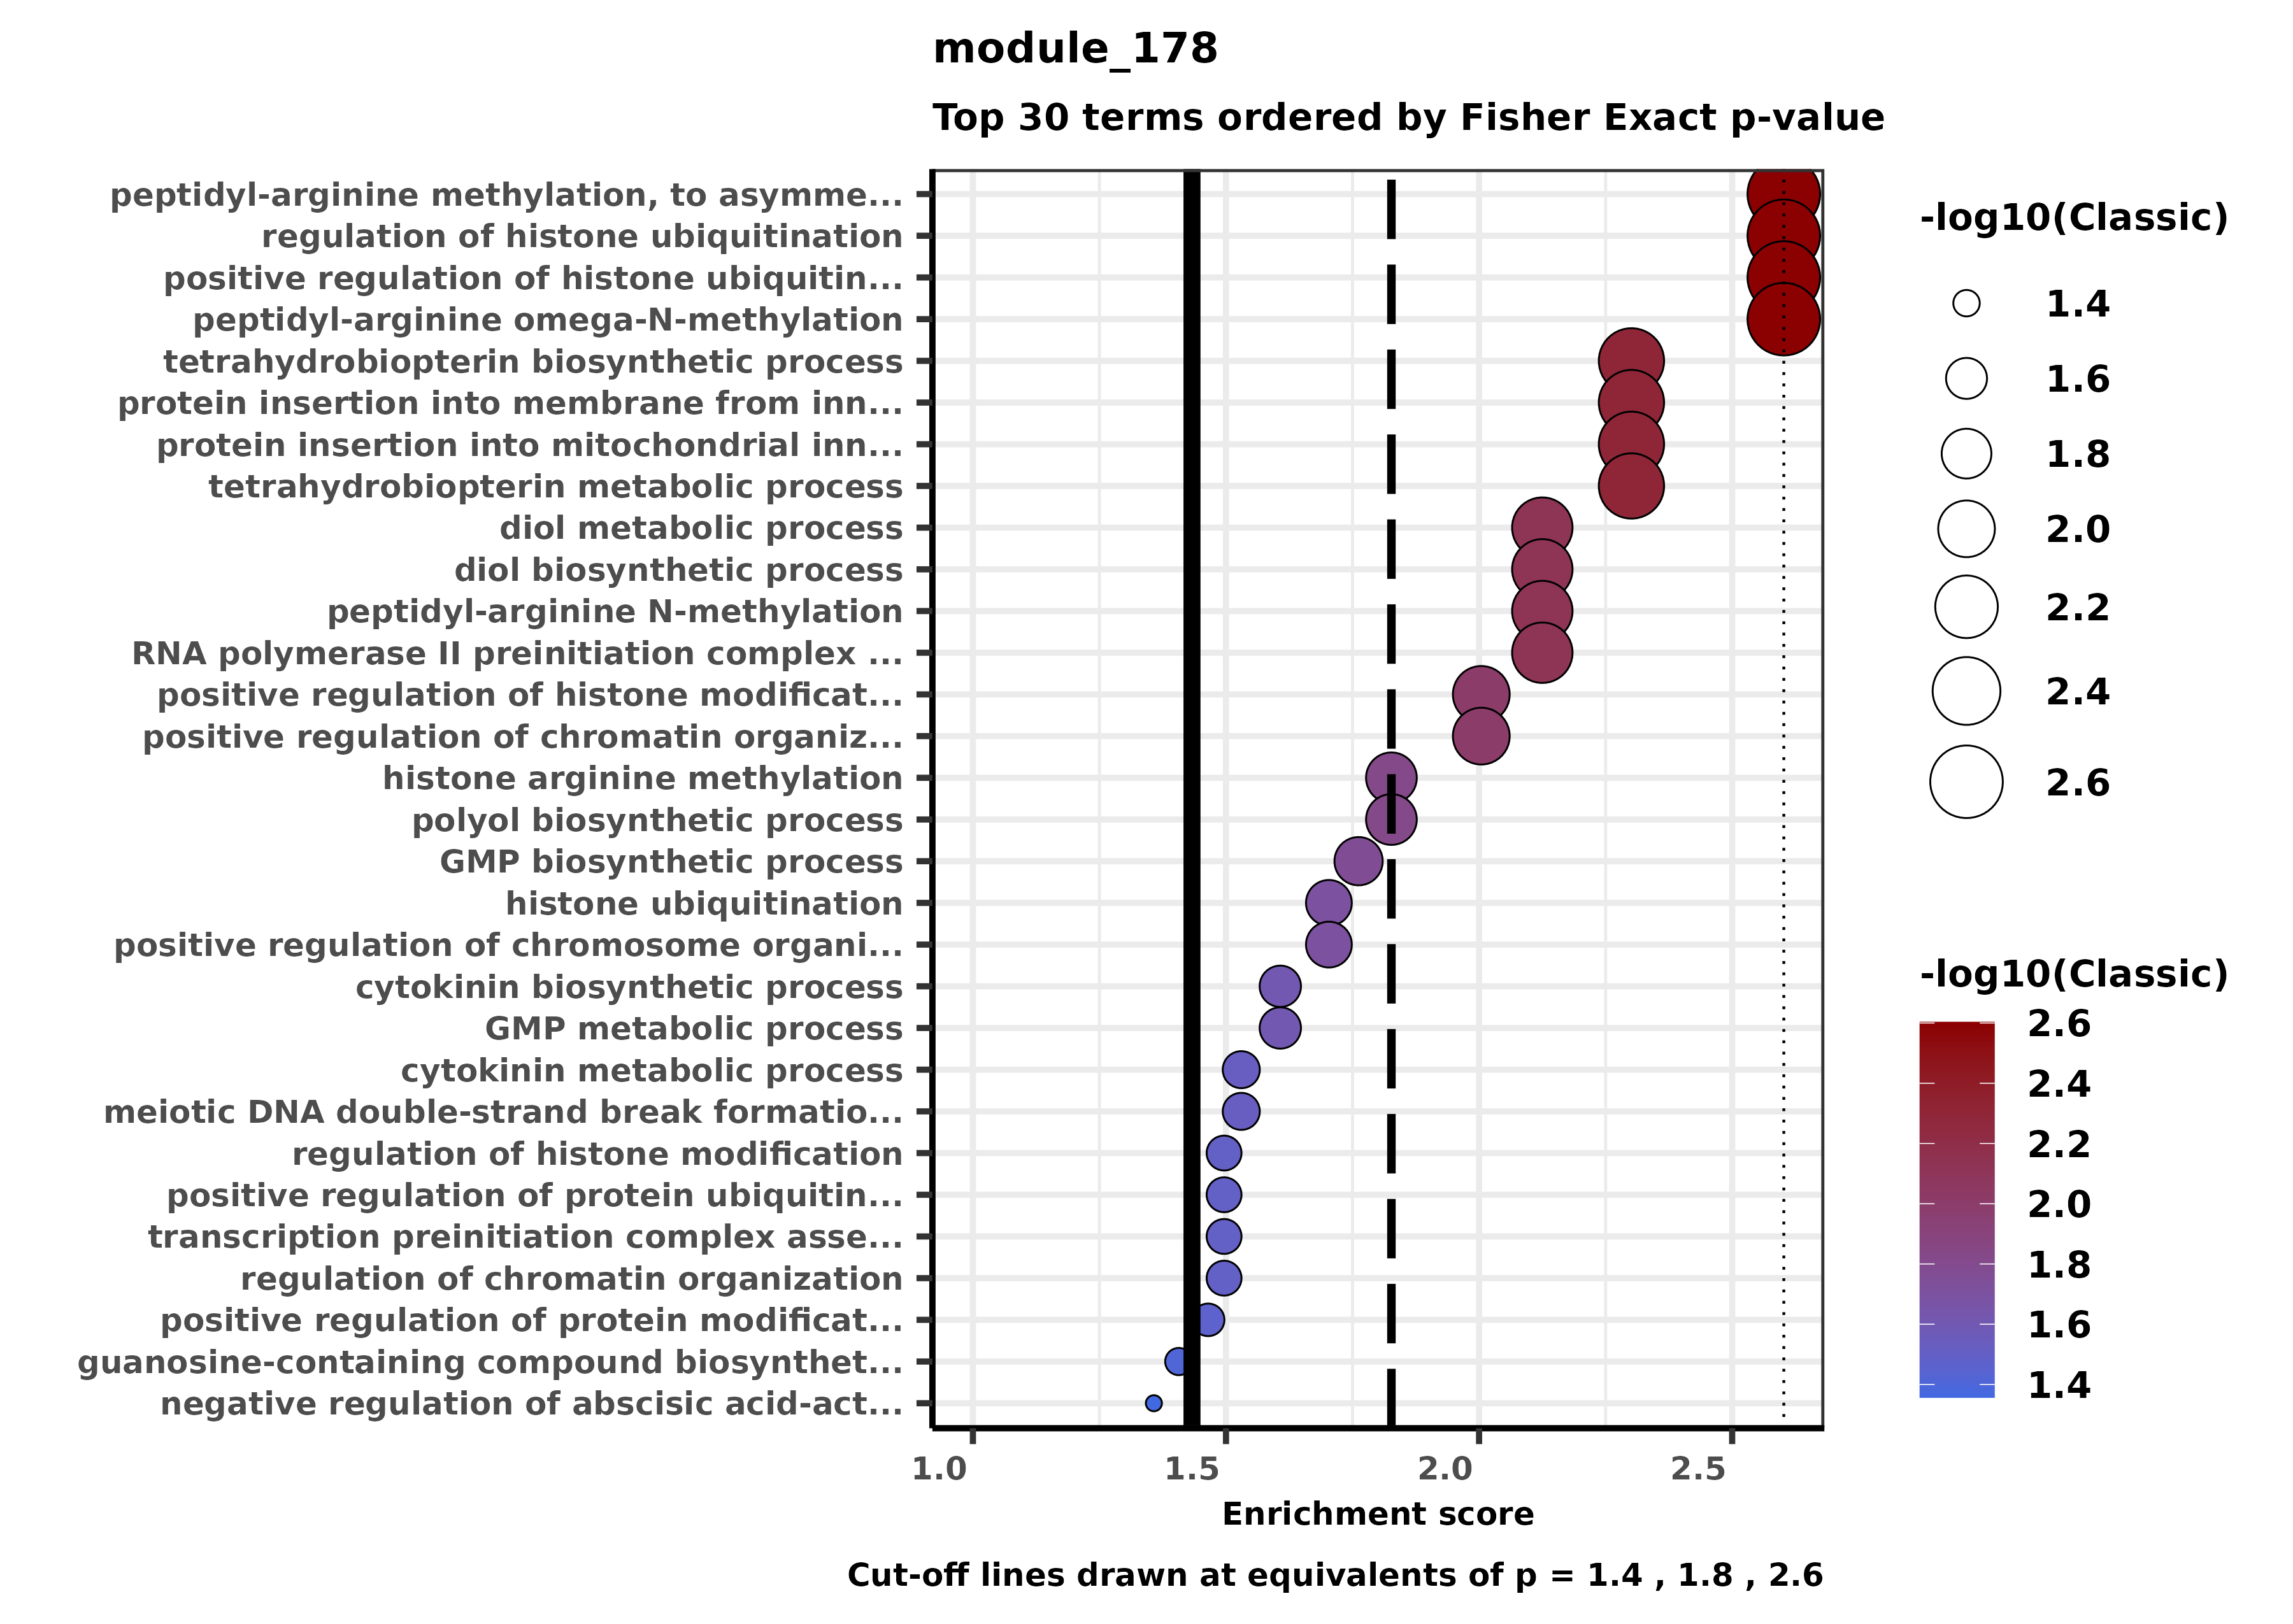 module_178
Top 30 terms ordered by Fisher Exact p-value
peptidyl-arginine methylation, to asymme...
regulation of histone ubiquitination
positive regulation of histone ubiquitin...
peptidyl-arginine omega-N-methylation
tetrahydrobiopterin biosynthetic process
protein insertion into membrane from inn...
protein insertion into mitochondrial inn...
tetrahydrobiopterin metabolic process
diol metabolic process
diol biosynthetic process
peptidyl-arginine N-methylation
RNA polymerase II preinitiation complex ...
positive regulation of histone modificat...
positive regulation of chromatin organiz...
histone arginine methylation
polyol biosynthetic process
GMP biosynthetic process
histone ubiquitination
positive regulation of chromosome organi...
cytokinin biosynthetic process
GMP metabolic process
cytokinin metabolic process
meiotic DNA double-strand break formatio...
regulation of histone modification
positive regulation of protein ubiquitin...
transcription preinitiation complex asse...
regulation of chromatin organization
positive regulation of protein modificat...
guanosine-containing compound biosynthet...
negative regulation of abscisic acid-act...
1.0 1.5 2.0 2.5
Enrichment score
Cut-off lines drawn at equivalents of p = 1.4 , 1.8 , 2.6
-log10(Classic)
1.4
1.6
1.8
2.0
2.2
2.4
2.6
-log10(Classic)
2.6
2.4
2.2
2.0
1.8
1.6
1.4